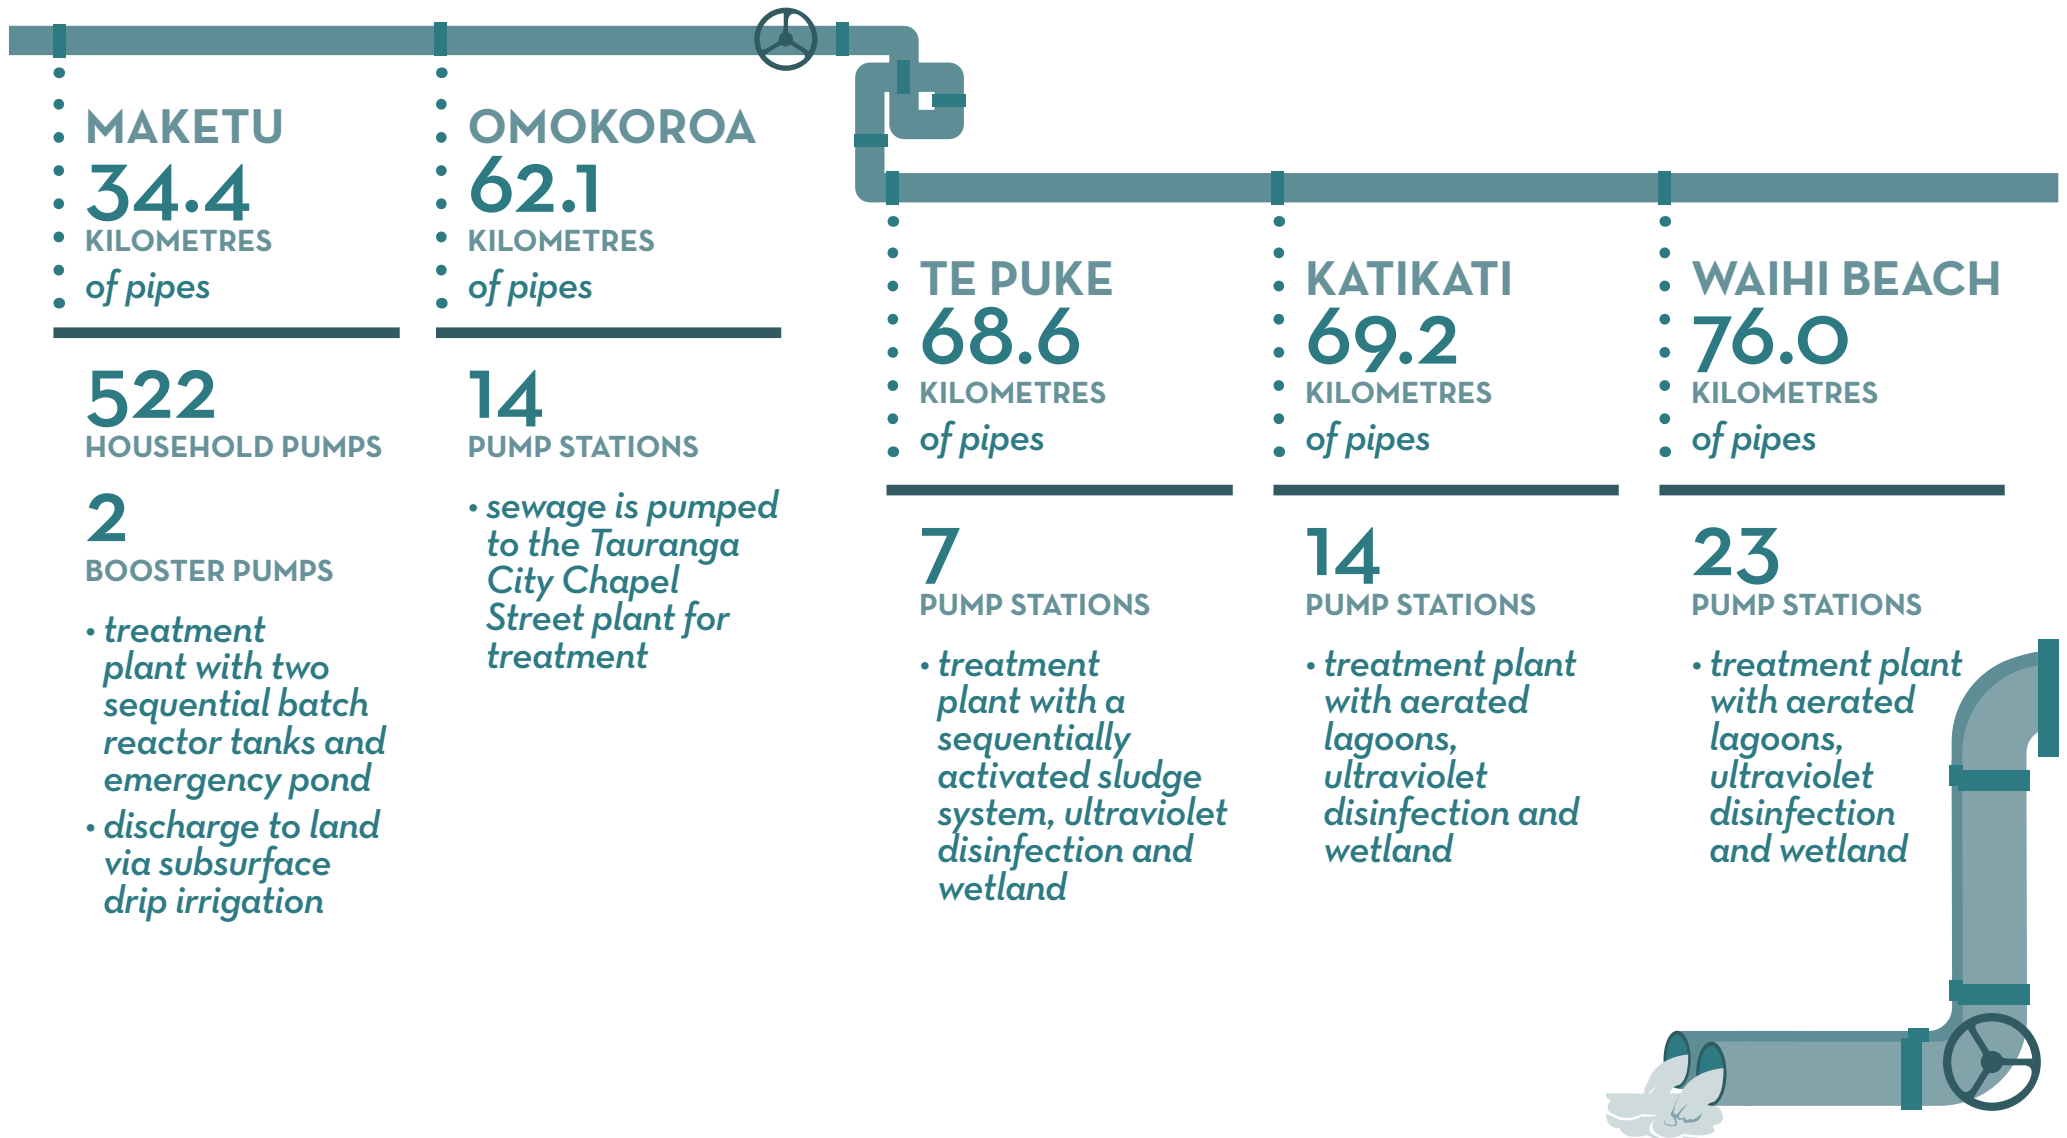 MAKETU
34.4
KILOMETRES
of pipes
522
HOUSEHOLD PUMPS
2
BOOSTER PUMPS
• treatment
plant with two
sequential batch
reactor tanks and
emergency pond
• discharge to land
via subsurface
drip irrigation
OMOKOROA
62.1
KILOMETRES
of pipes
14
PUMP STATIONS
• sewage is pumped
to the Tauranga
City Chapel
Street plant for
treatment
TE PUKE
68.6
KILOMETRES
of pipes
7
PUMP STATIONS
• treatment
plant with a
sequentially
activated sludge
system, ultraviolet
disinfection and
wetland
KATIKATI
69.2
KILOMETRES
of pipes
14
PUMP STATIONS
• treatment plant
with aerated
lagoons,
ultraviolet
disinfection and
wetland
WAIHI BEACH
76.0
KILOMETRES
of pipes
23
PUMP STATIONS
• treatment plant
with aerated
lagoons,
ultraviolet
disinfection
and wetland